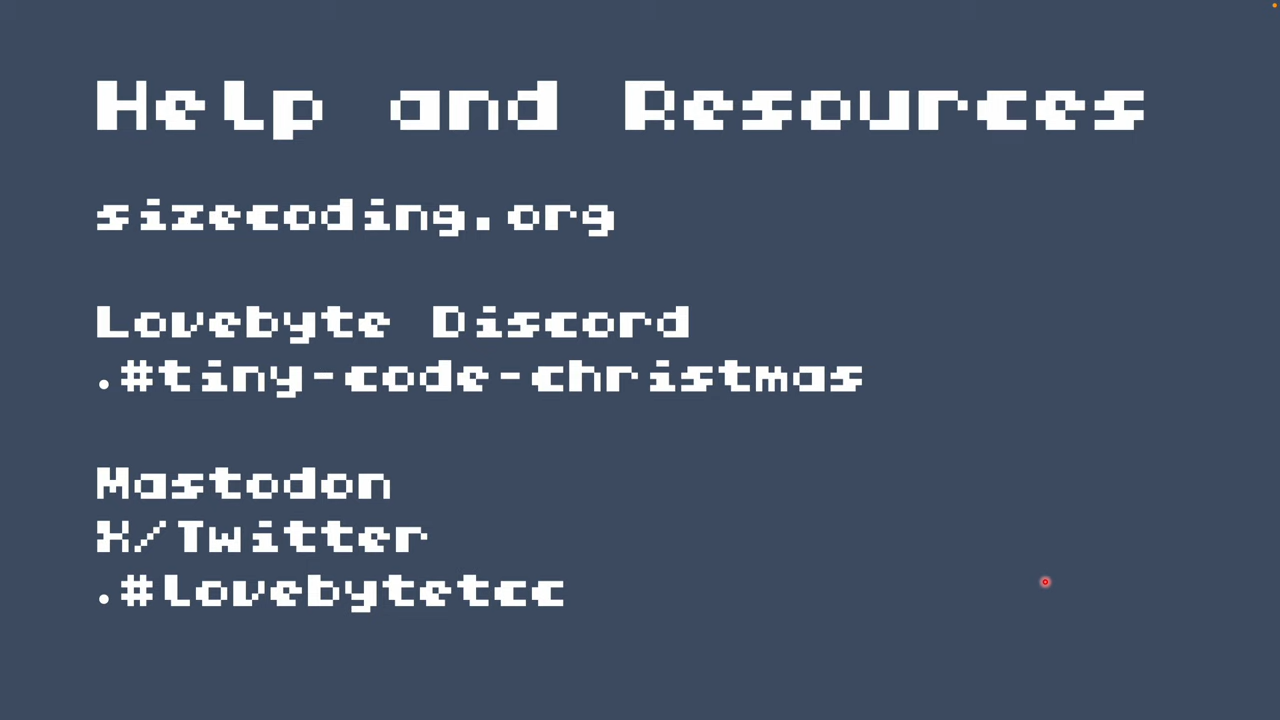 Help and Resources
sizecoding.org
Lovebyte Discord
.#tiny-code-christmas
Mastodon
X/Twitter
.#lovebytetcc